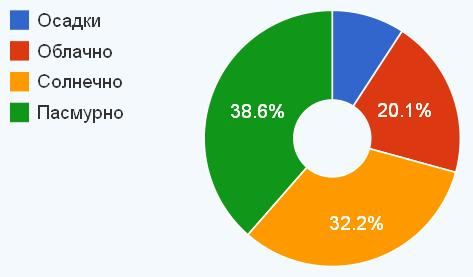 Осадки
Облачно
Солнечно
Пасмурно
38.6%
20.1%
32.2%